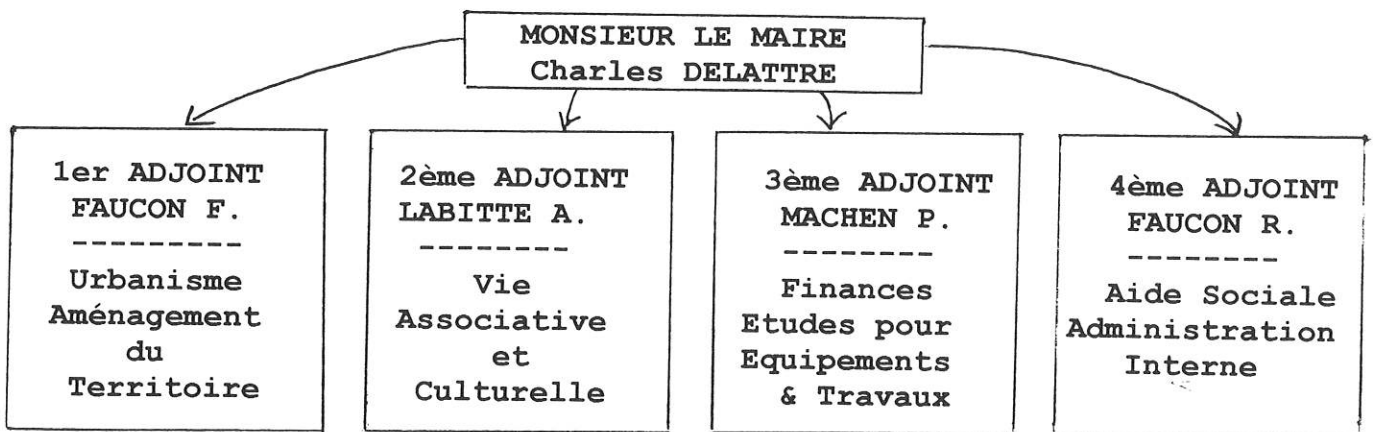 MONSIEUR LE MAIRE
Charles DELATTRE
1er ADJOINT
FAUCON F.
---------
Urbanisme
Aménagement
du
Territoire
2ème ADJOINT
LABITTE A.
--------
Vie
Associative
et
Culturelle
3ème ADJOINT
MACHEN P.
--------
Finances
Etudes pour
Equipements
& Travaux
4ème ADJOINT
FAUCON R.
--------
Aide Sociale
Administration
Interne